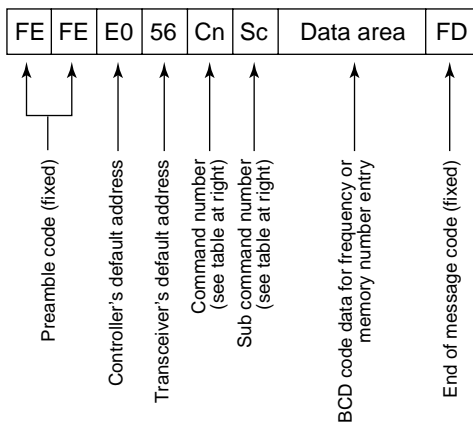 FE FE E0 56 Cn Sc Data area FD
Preamble code (fixed)
Controller's default address
Transceiver's default address
Command number
(see table at right)
Sub command number
(see table at right)
BCD code data for frequency or
memory number entry
End of message code (fixed)